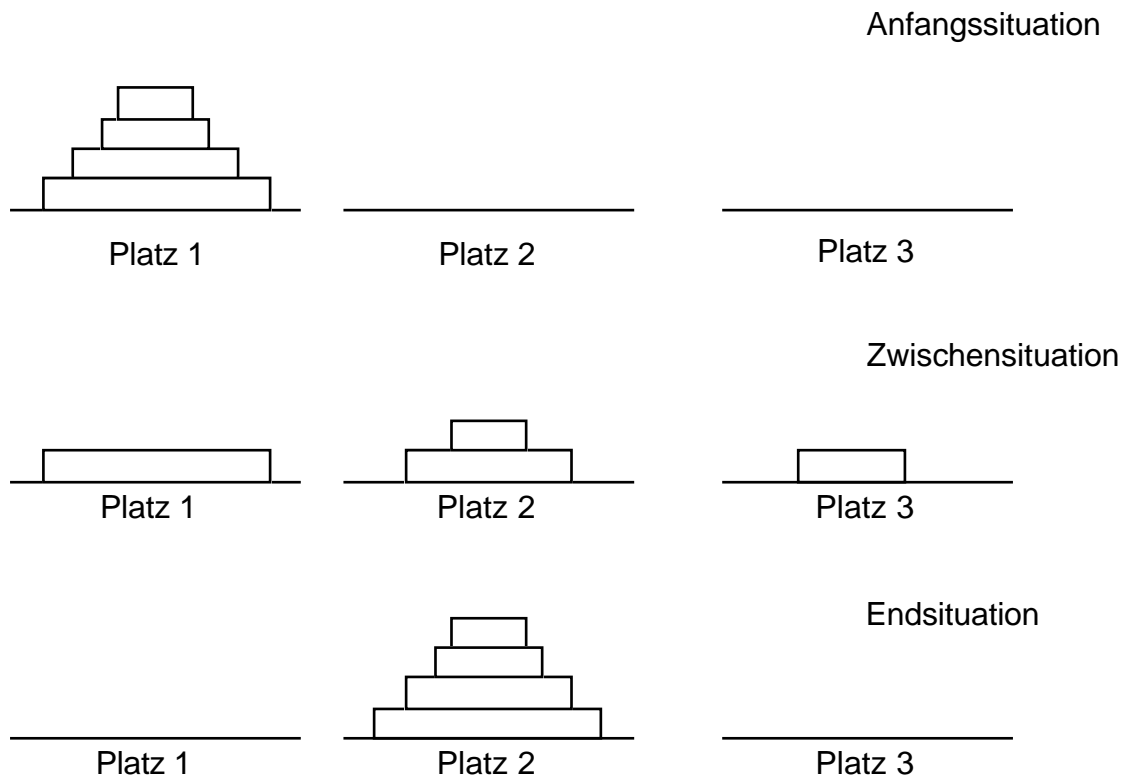 Anfangssituation
Platz 1 Platz 2 Platz 3
Zwischensituation
Platz 1 Platz 2 Platz 3
Endsituation
Platz 1 Platz 2 Platz 3